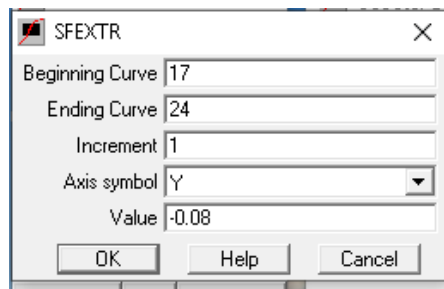 SFEXTR
Beginning Curve 17
Ending Curve 24
Increment 1
Axis symbol Y
Value -0.08
OK Help Cancel